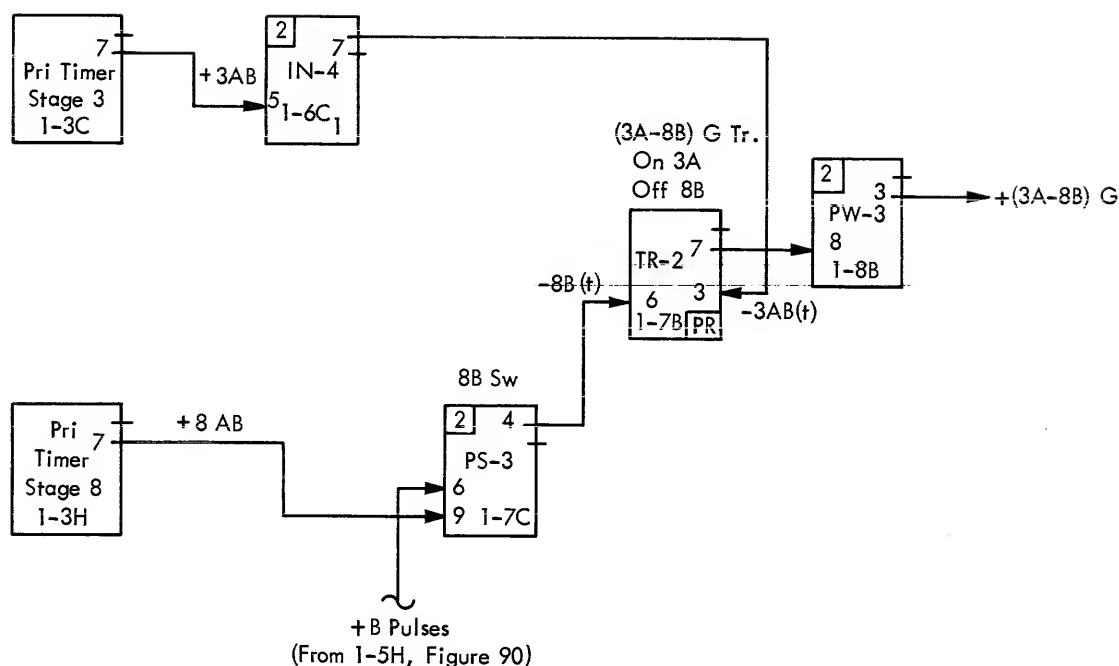 7
Pri Timer
Stage 3
1-3C
+3AB
2
7
IN-4
5
1-6C
1
(3A-8B) G Tr.
On 3A
Off 8B
7
TR-2
3
6
1-7B
PR
-8B(t)
-3AB(t)
2
3
PW-3
8
1-8B
+(3A-8B) G
Pri
7
Timer
Stage 8
1-3H
+8 AB
8B Sw
2
4
PS-3
6
9
1-7C
+B Pulses
(From 1-5H, Figure 90)